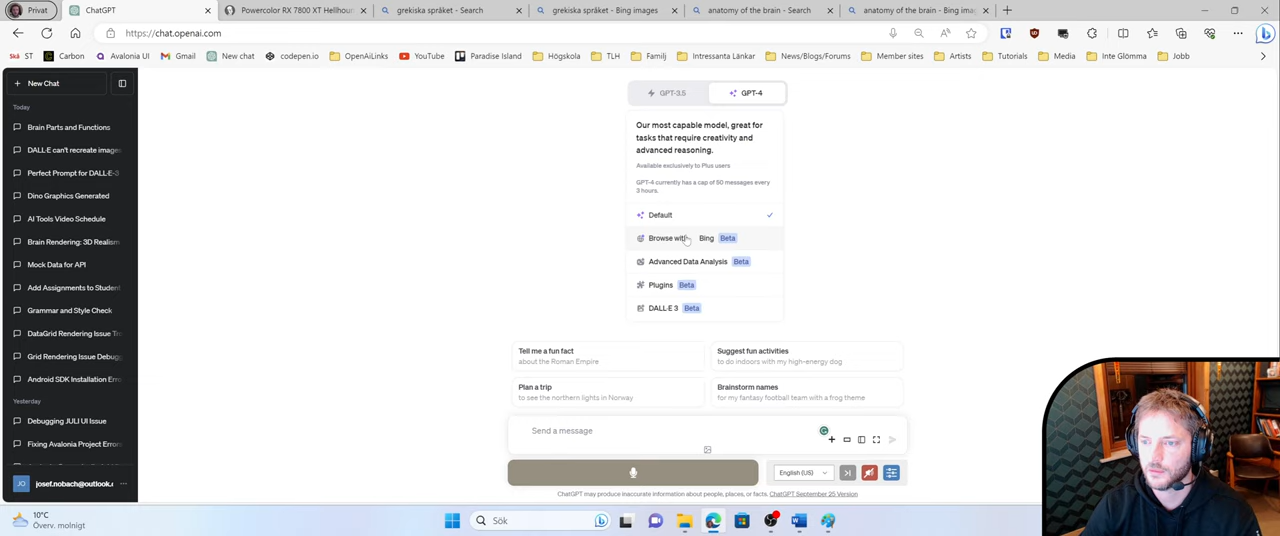 Privat
ChatGPT
Powercolor RX 7800 XT Hellhoun
grekiska språket - Search
grekiska språket - Bing images
anatomy of the brain - Search
anatomy of the brain - Bing ima
https://chat.openai.com
ST
Carbon
Avalonia UI
Gmail
New chat
codepen.io
OpenAiLinks
YouTube
Paradise Island
Högskola
TLH
Familj
Intressanta Länkar
News/Blogs/Forums
Member sites
Artists
Tutorials
Media
Inte Glömma
Jobb
New Chat
Today
Brain Parts and Functions
DALL·E can't recreate images
Perfect Prompt for DALL-E-3
Dino Graphics Generated
AI Tools Video Schedule
Brain Rendering: 3D Realism
Mock Data for API
Add Assignments to Student
Grammar and Style Check
DataGrid Rendering Issue Tro
Grid Rendering Issue Debugg
Android SDK Installation Erro
Yesterday
Debugging JULI UI Issue
Fixing Avalonia Project Errors
JO
josef.nobach@outlook.c
GPT-3.5
GPT-4
Our most capable model, great for
tasks that require creativity and
advanced reasoning.
Available exclusively to Plus users
GPT-4 currently has a cap of 50 messages every
3 hours.
Default
Browse with Bing Beta
Advanced Data Analysis Beta
Plugins Beta
DALL·E 3 Beta
Tell me a fun fact
about the Roman Empire
Suggest fun activities
to do indoors with my high-energy dog
Plan a trip
to see the northern lights in Norway
Brainstorm names
for my fantasy football team with a frog theme
Send a message
English (US)
ChatGPT may produce inaccurate information about people, places, or facts. ChatGPT September 25 Version
10°C
Överv. molnigt
Sök